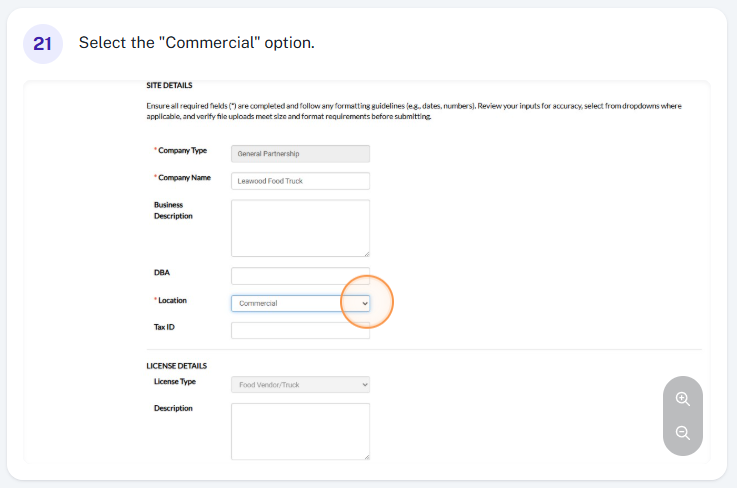 21
Select the "Commercial" option.
SITE DETAILS
Ensure all required fields (*) are completed and follow any formatting guidelines (e.g., dates, numbers). Review your inputs for accuracy, select from dropdowns where
applicable, and verify file uploads meet size and format requirements before submitting.
* Company Type
General Partnership
* Company Name
Leawood Food Truck
Business
Description
DBA
* Location
Commercial
Tax ID
LICENSE DETAILS
License Type
Food Vendor/Truck
Description